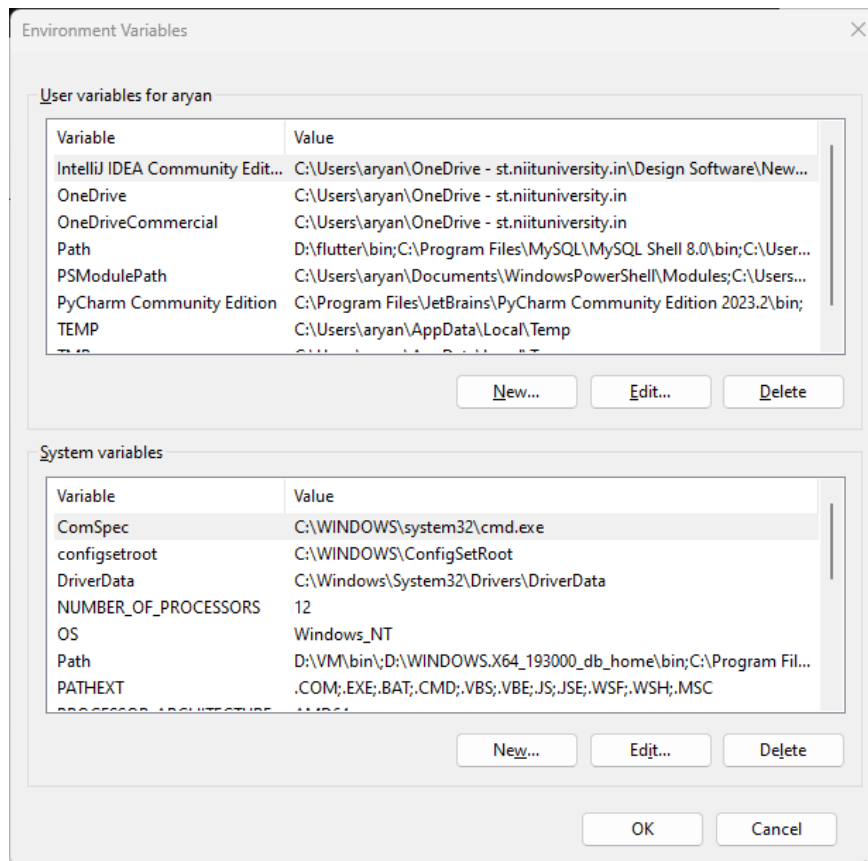 Environment Variables
User variables for aryan
Variable Value
IntelliJ IDEA Community Edit... C:\Users\aryan\OneDrive - st.niituniversity.in\Design Software\New...
OneDrive C:\Users\aryan\OneDrive - st.niituniversity.in
OneDriveCommercial C:\Users\aryan\OneDrive - st.niituniversity.in
Path D:\flutter\bin;C:\Program Files\MySQL\MySQL Shell 8.0\bin;C:\User...
PSModulePath C:\Users\aryan\Documents\WindowsPowerShell\Modules;C:\Users...
PyCharm Community Edition C:\Program Files\JetBrains\PyCharm Community Edition 2023.2\bin;
TEMP C:\Users\aryan\AppData\Local\Temp
New... Edit... Delete
System variables
Variable Value
ComSpec C:\WINDOWS\system32\cmd.exe
configsetroot C:\WINDOWS\ConfigSetRoot
DriverData C:\Windows\System32\Drivers\DriverData
NUMBER_OF_PROCESSORS 12
OS Windows_NT
Path D:\VM\bin\;D:\WINDOWS.X64_193000_db_home\bin;C:\Program Fil...
PATHEXT .COM;.EXE;.BAT;.CMD;.VBS;.VBE;.JS;.JSE;.WSF;.WSH;.MSC
New... Edit... Delete
OK Cancel